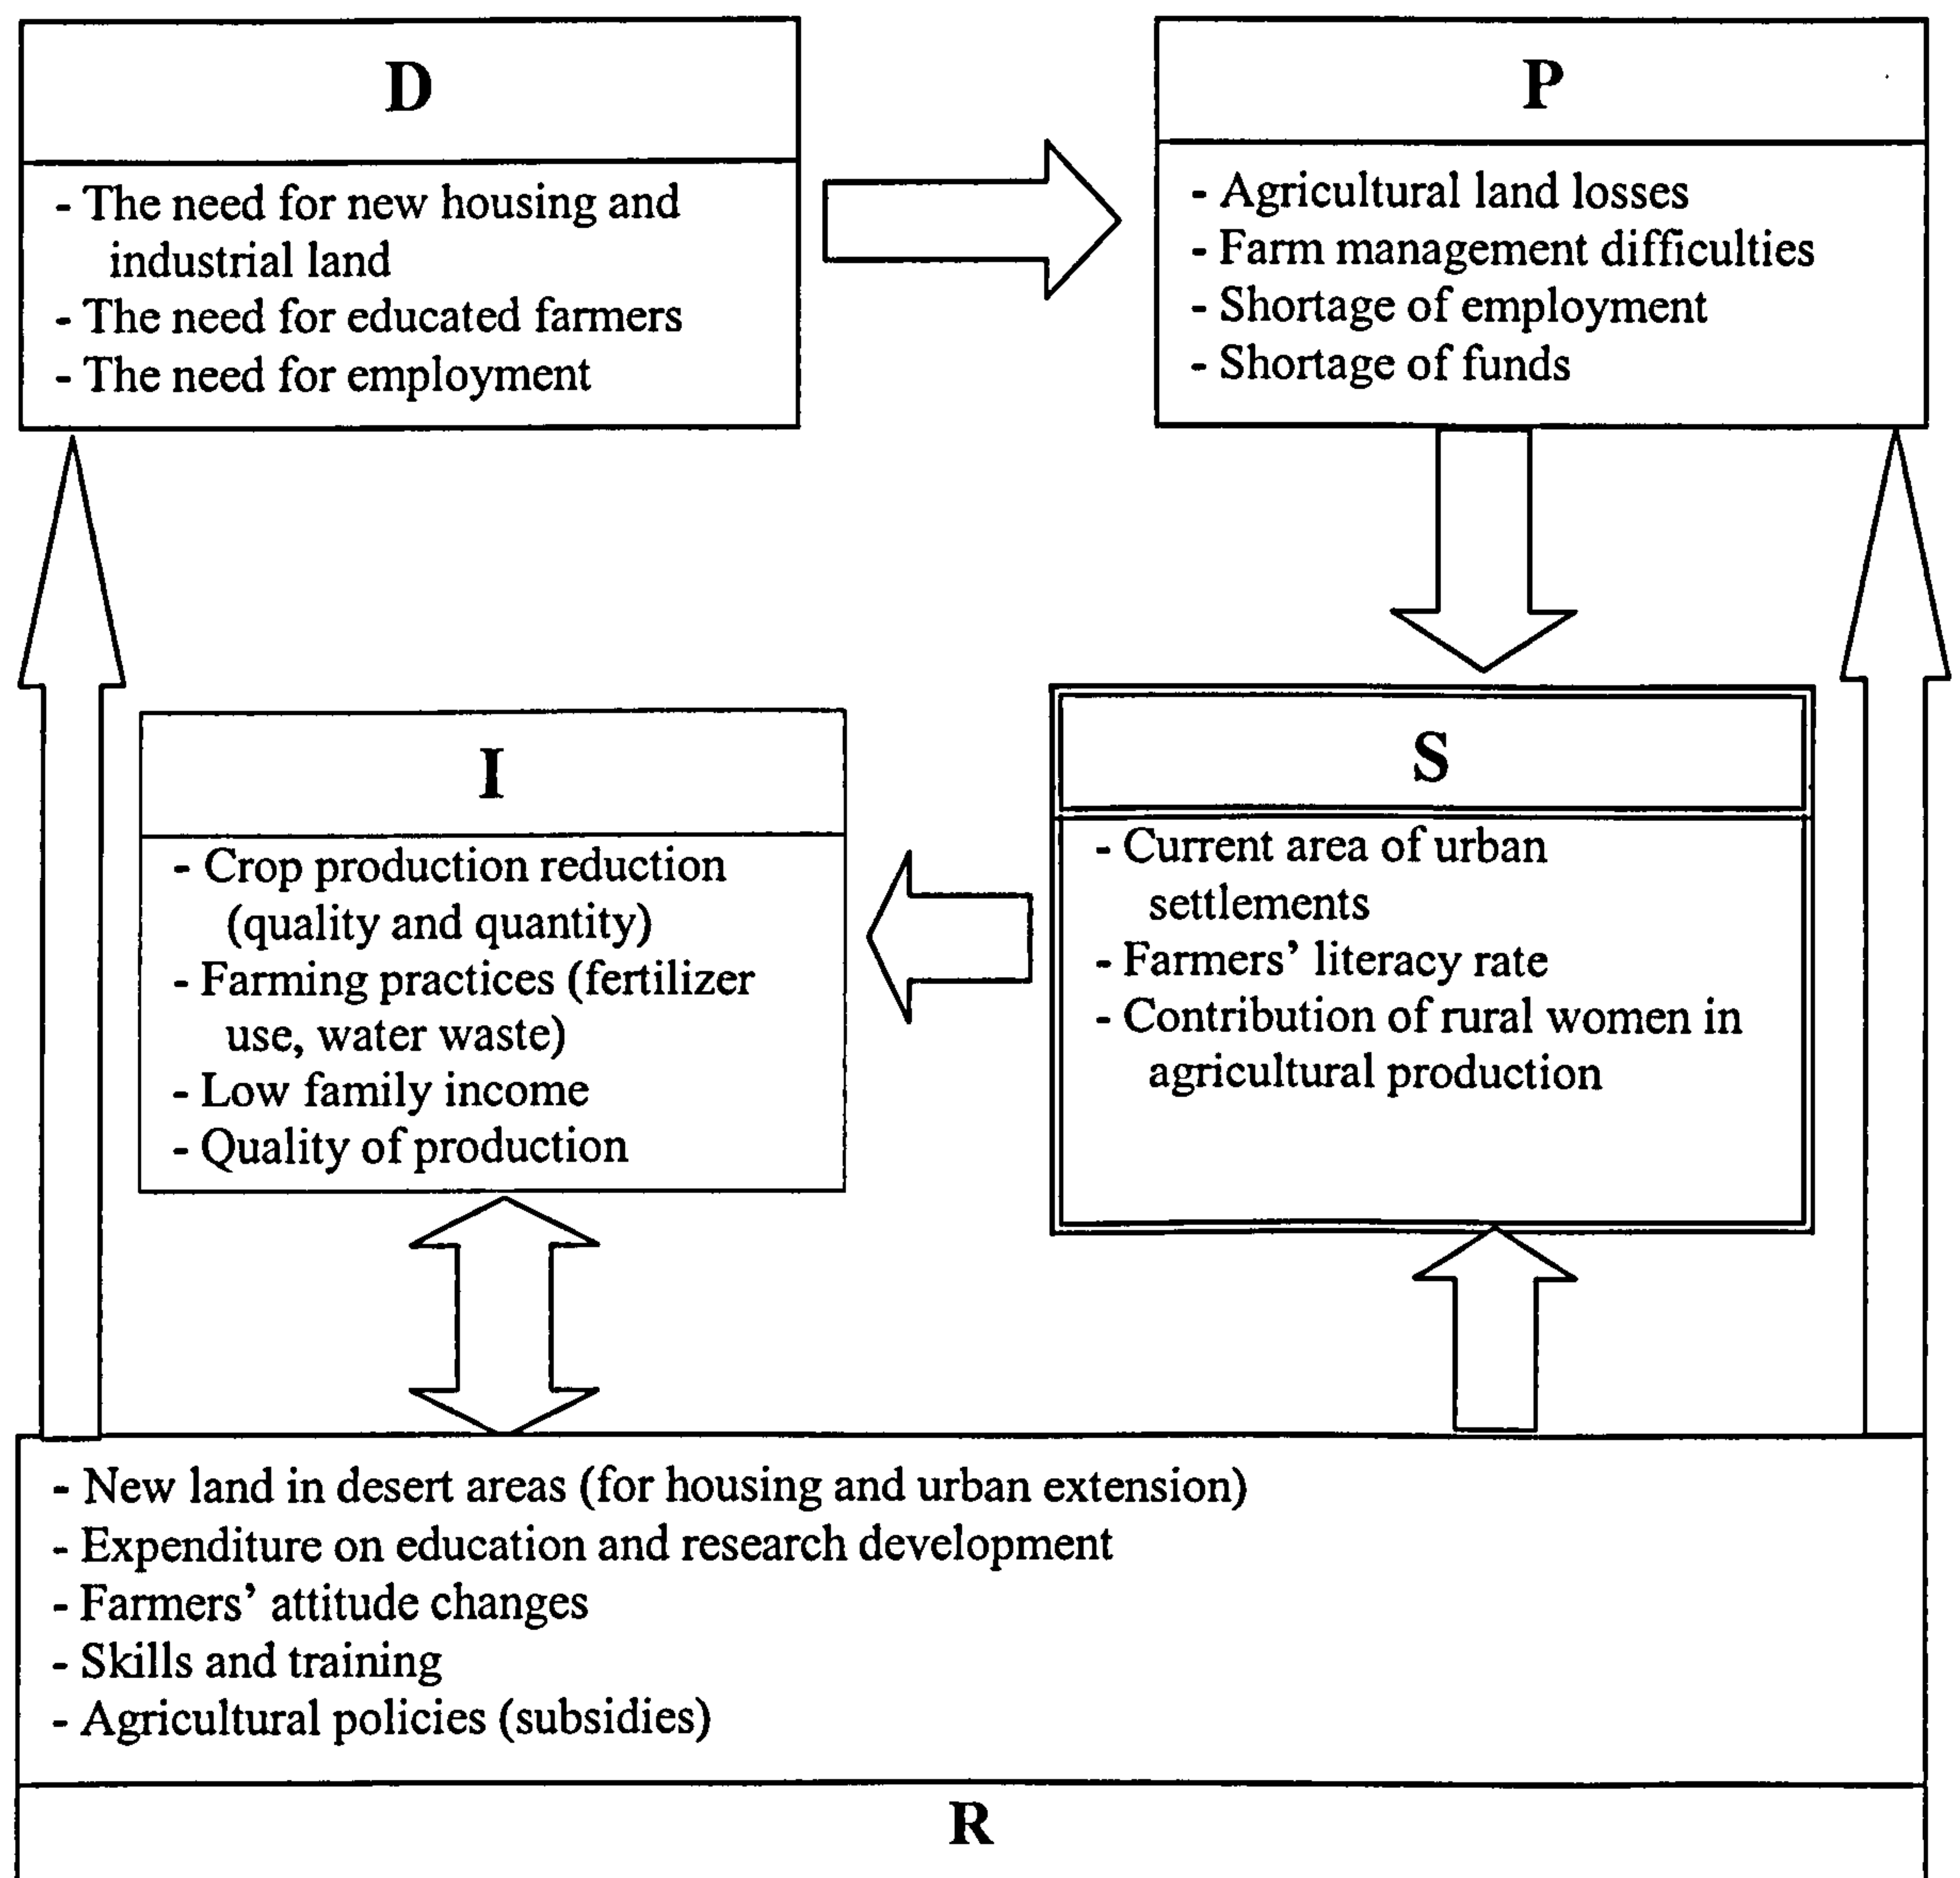 D
- The need for new housing and
industrial land
- The need for educated farmers
- The need for employment
P
- Agricultural land losses
- Farm management difficulties
- Shortage of employment
- Shortage of funds
I
- Crop production reduction
(quality and quantity)
- Farming practices (fertilizer
use, water waste)
- Low family income
- Quality of production
S
- Current area of urban
settlements
- Farmers’ literacy rate
- Contribution of rural women in
agricultural production
- New land in desert areas (for housing and urban extension)
- Expenditure on education and research development
- Farmers’ attitude changes
- Skills and training
- Agricultural policies (subsidies)
R